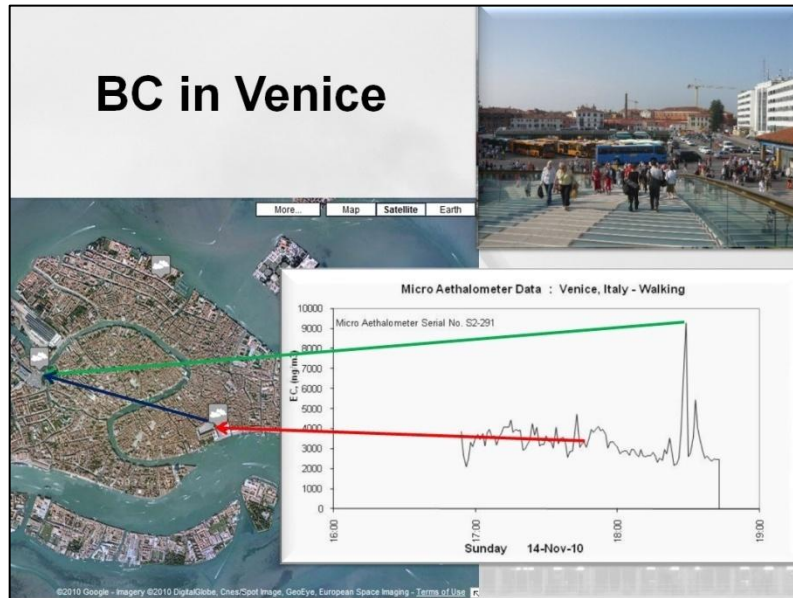 BC in Venice
More... Map Satellite Earth
Micro Aethalometer Data : Venice, Italy - Walking
Micro Aethalometer Serial No. S2-291
EC, (ng/m3)
10000
9000
8000
7000
6000
5000
4000
3000
2000
1000
0
16:00 17:00 18:00 19:00
Sunday 14-Nov-10
©2010 Google - Imagery ©2010 DigitalGlobe, Cnes/Spot Image, GeoEye, European Space Imaging - Terms of Use